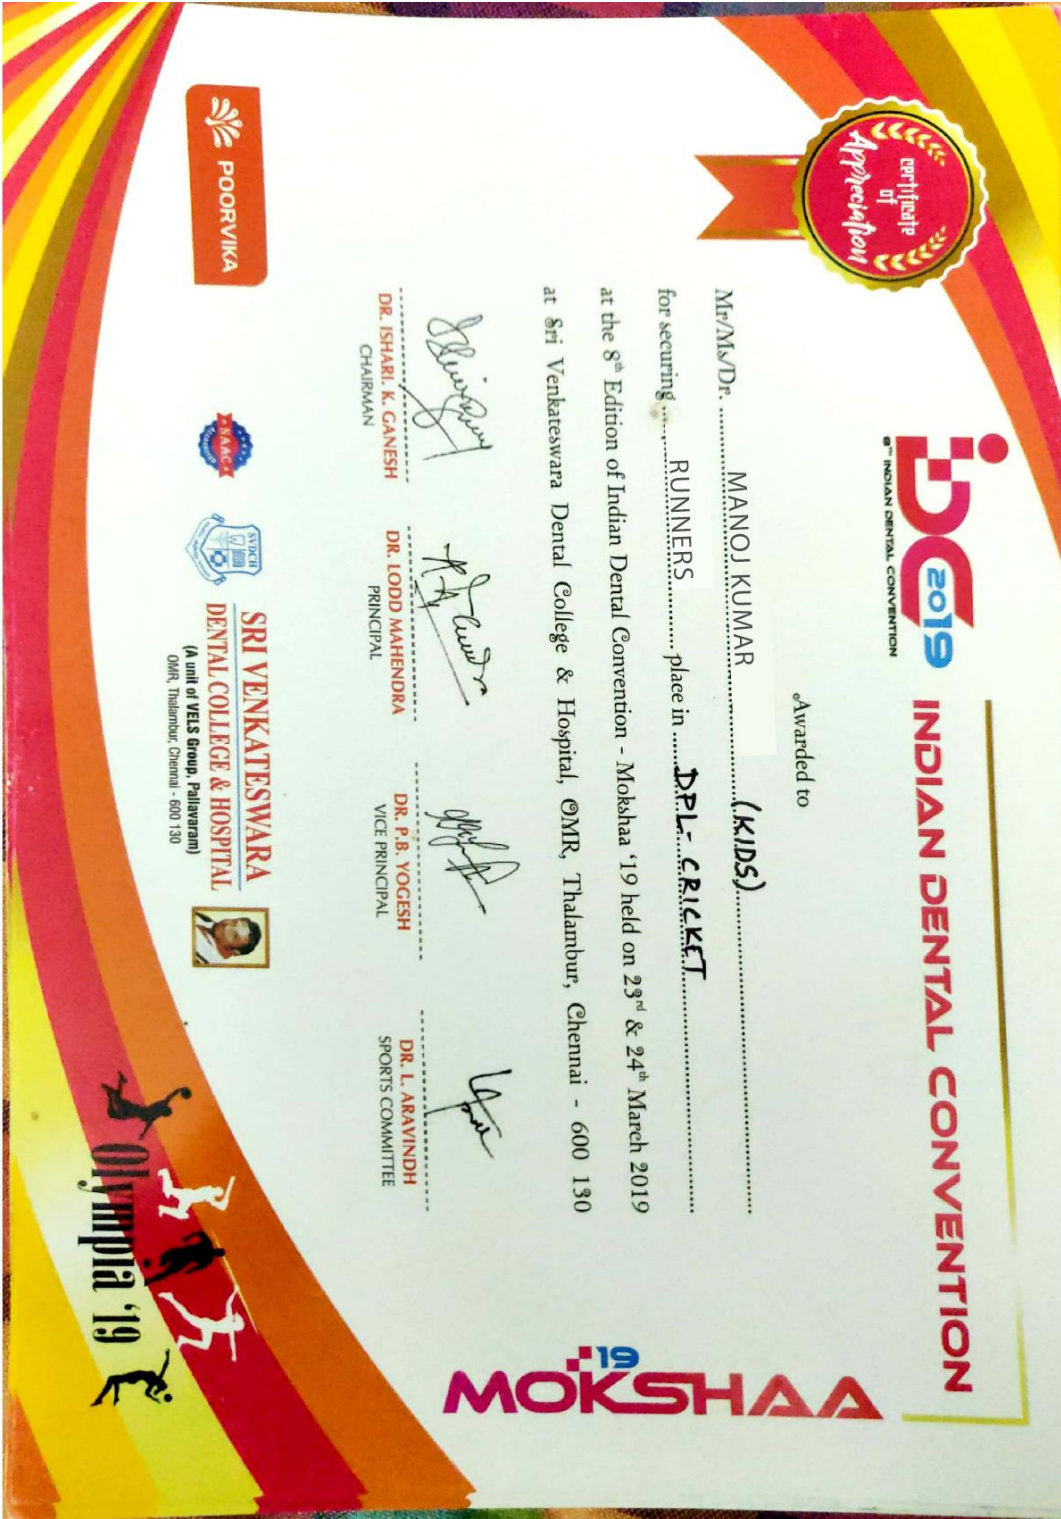 certificate
of
Appreciation
iDC 2019
8TH INDIAN DENTAL CONVENTION
INDIAN DENTAL CONVENTION
19
MOKSHAA
Awarded to
Mr/Ms/Dr. MANOJ KUMAR (KIDS)
for securing RUNNERS place in DPL - CRICKET
at the 8th Edition of Indian Dental Convention - Mokshaa '19 held on 23rd & 24th March 2019
at Sri Venkateswara Dental College & Hospital, OMR, Thalambur, Chennai - 600 130
DR. ISHARI. K. GANESH
CHAIRMAN
DR. LODD MAHENDRA
PRINCIPAL
DR. P.B. YOGESH
VICE PRINCIPAL
DR. L. ARAVINDH
SPORTS COMMITTEE
POORVIKA
NAAC
SVDCH
SRI VENKATESWARA
DENTAL COLLEGE & HOSPITAL
(A unit of VELS Group, Pallavaram)
OMR, Thalambur, Chennai - 600 130
Olympia '19